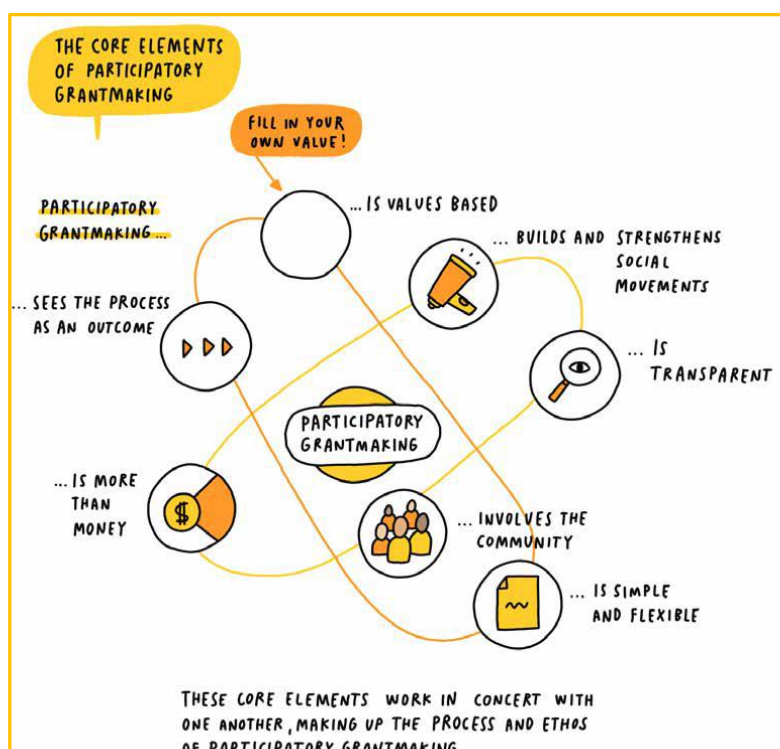 THE CORE ELEMENTS
OF PARTICIPATORY
GRANTMAKING
FILL IN YOUR
OWN VALUE!
PARTICIPATORY
GRANTMAKING...
... IS VALUES BASED
... BUILDS AND STRENGTHENS
SOCIAL
MOVEMENTS
... SEES THE PROCESS
AS AN OUTCOME
... IS
TRANSPARENT
PARTICIPATORY
GRANTMAKING
... IS MORE
THAN
MONEY
$
... INVOLVES THE
COMMUNITY
... IS SIMPLE
AND FLEXIBLE
THESE CORE ELEMENTS WORK IN CONCERT WITH
ONE ANOTHER, MAKING UP THE PROCESS AND ETHOS
OF PARTICIPATORY GRANTMAKING